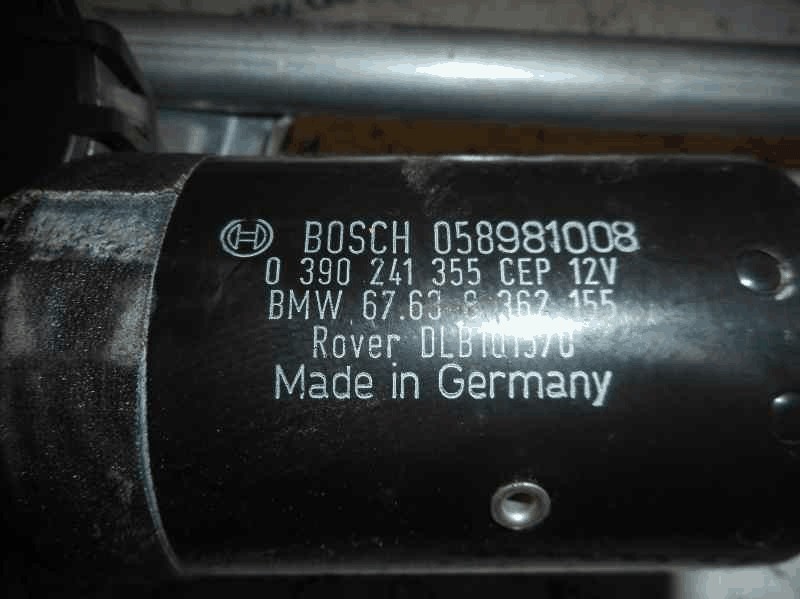 BOSCH 058981008
0 390 241 355 CEP 12V
BMW 67.63 8 362 155
Rover DLB101570
Made in Germany